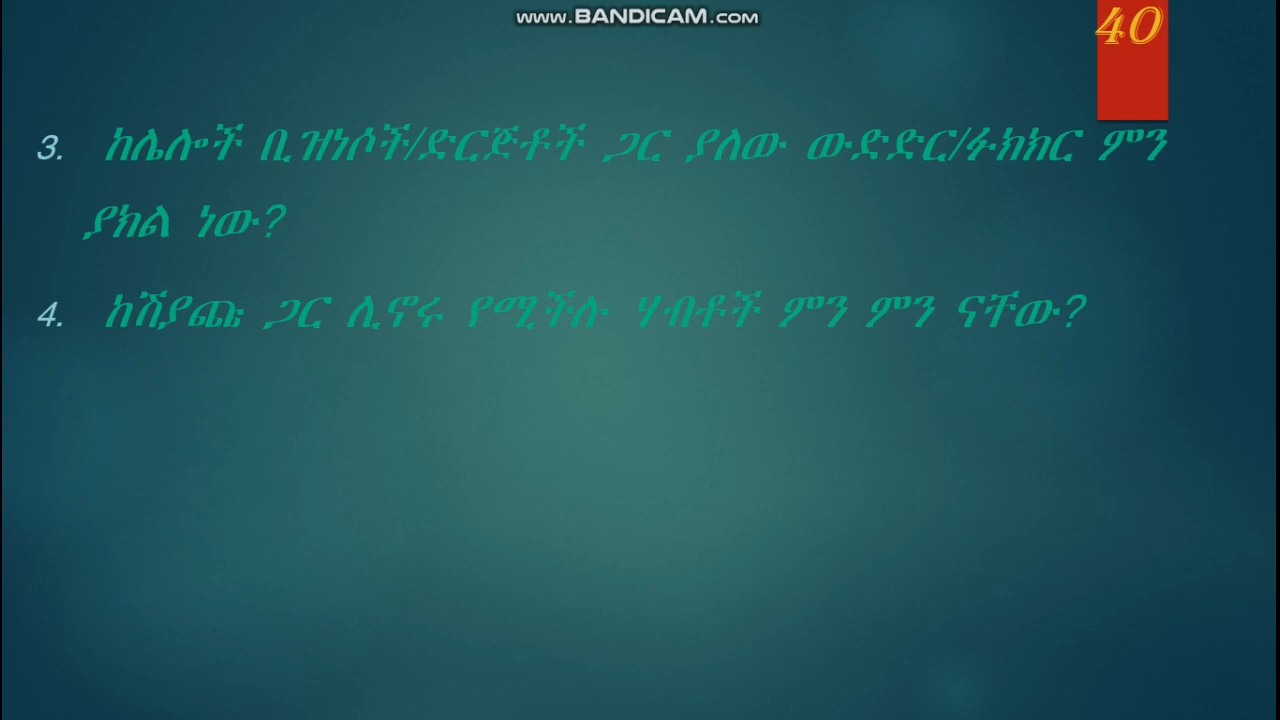 www.BANDICAM.com
40
3. ከሌሎች ቢዝነሶች/ድርጅቶች ጋር ያለው ውድድር/ፉክክር ምን
ያክል ነው?
4. ከሽያጩ ጋር ሊኖሩ የሚችሉ ሃብቶች ምን ምን ናቸው?